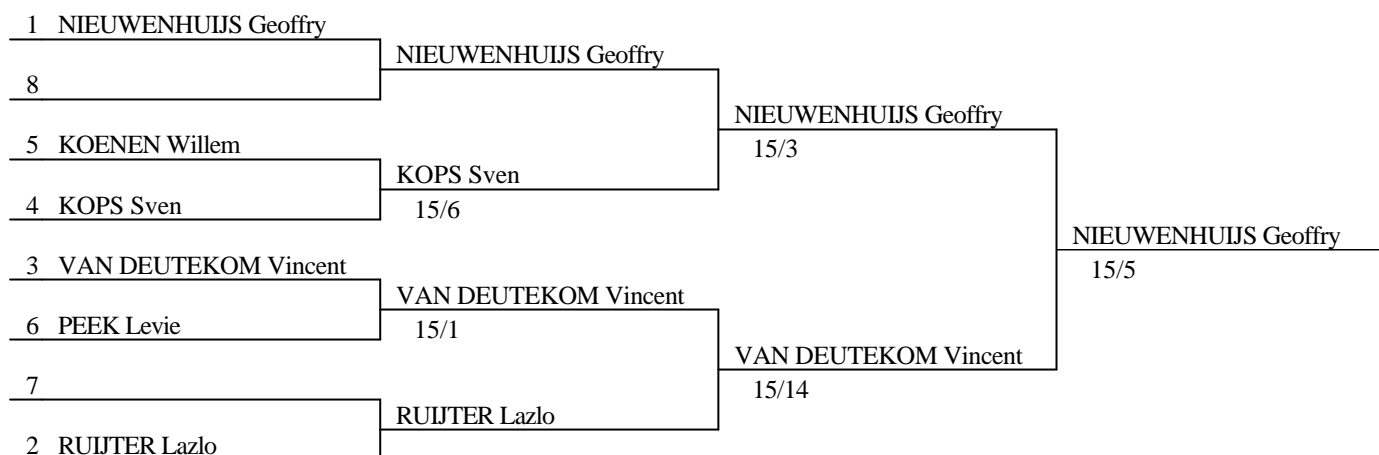 1 NIEUWENHUIJS Geoffry
NIEUWENHUIJS Geoffry
8
NIEUWENHUIJS Geoffry
15/3
5 KOENEN Willem
KOPS Sven
15/6
4 KOPS Sven
NIEUWENHUIJS Geoffry
15/5
3 VAN DEUTEKOM Vincent
VAN DEUTEKOM Vincent
15/1
6 PEEK Levie
VAN DEUTEKOM Vincent
15/14
7
RUIJTER Lazlo
2 RUIJTER Lazlo